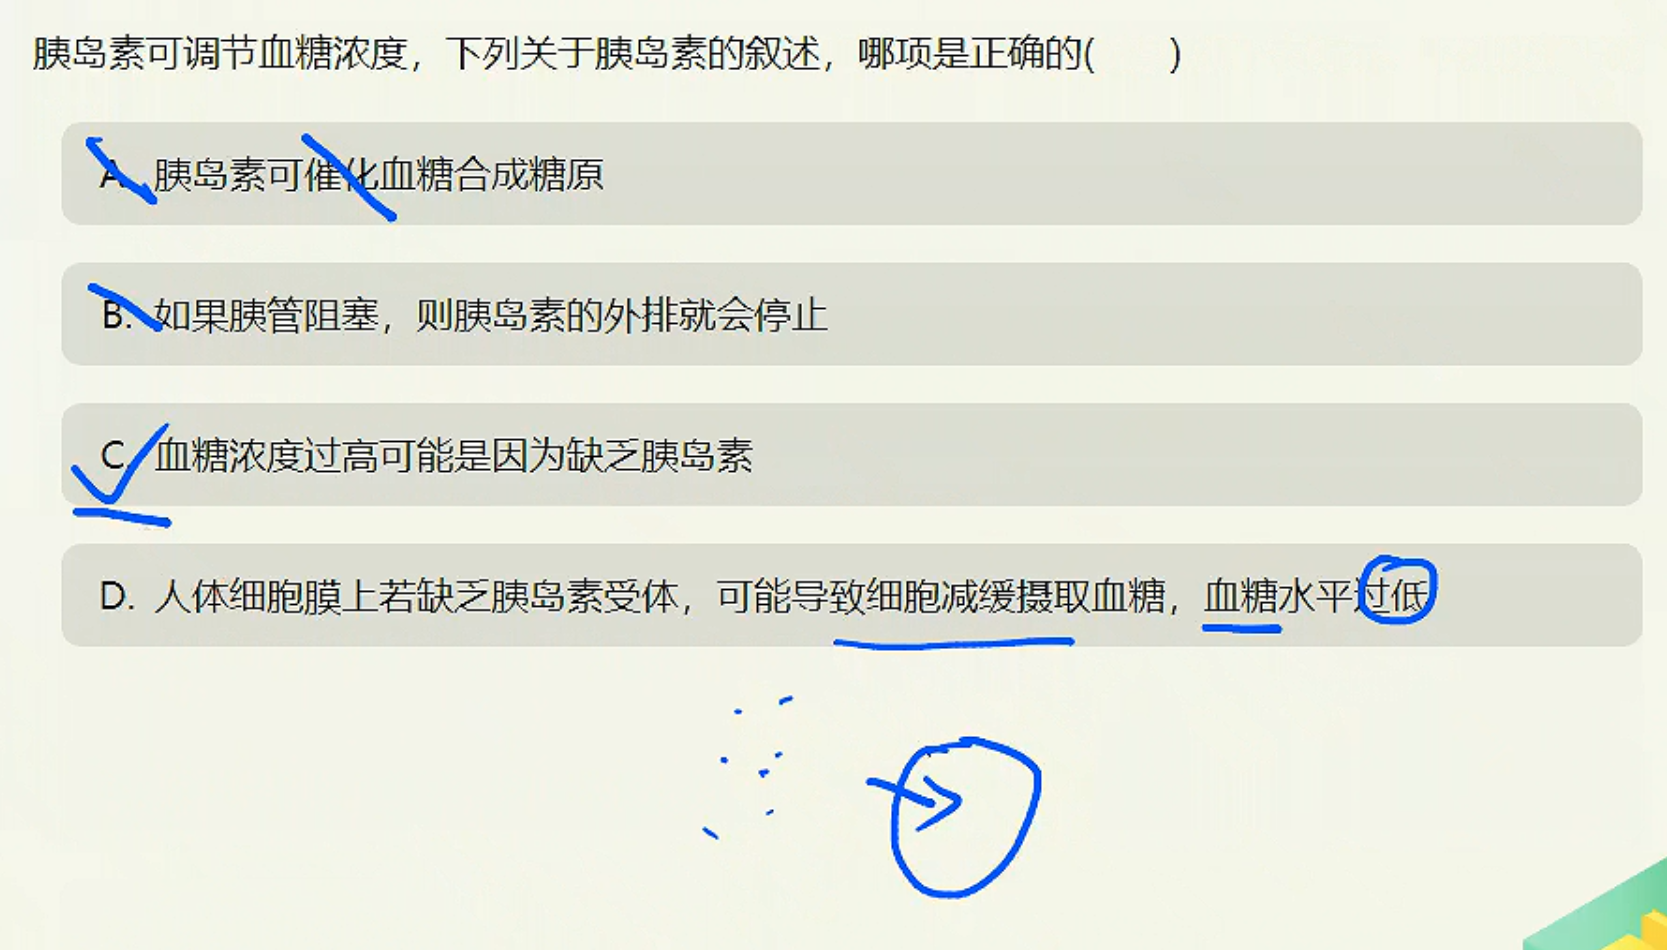 胰岛素可调节血糖浓度，下列关于胰岛素的叙述，哪项是正确的(　　)
A. 胰岛素可催化血糖合成糖原
B. 如果胰管阻塞，则胰岛素的外排就会停止
C. 血糖浓度过高可能是因为缺乏胰岛素
D. 人体细胞膜上若缺乏胰岛素受体，可能导致细胞减缓摄取血糖，血糖水平过低